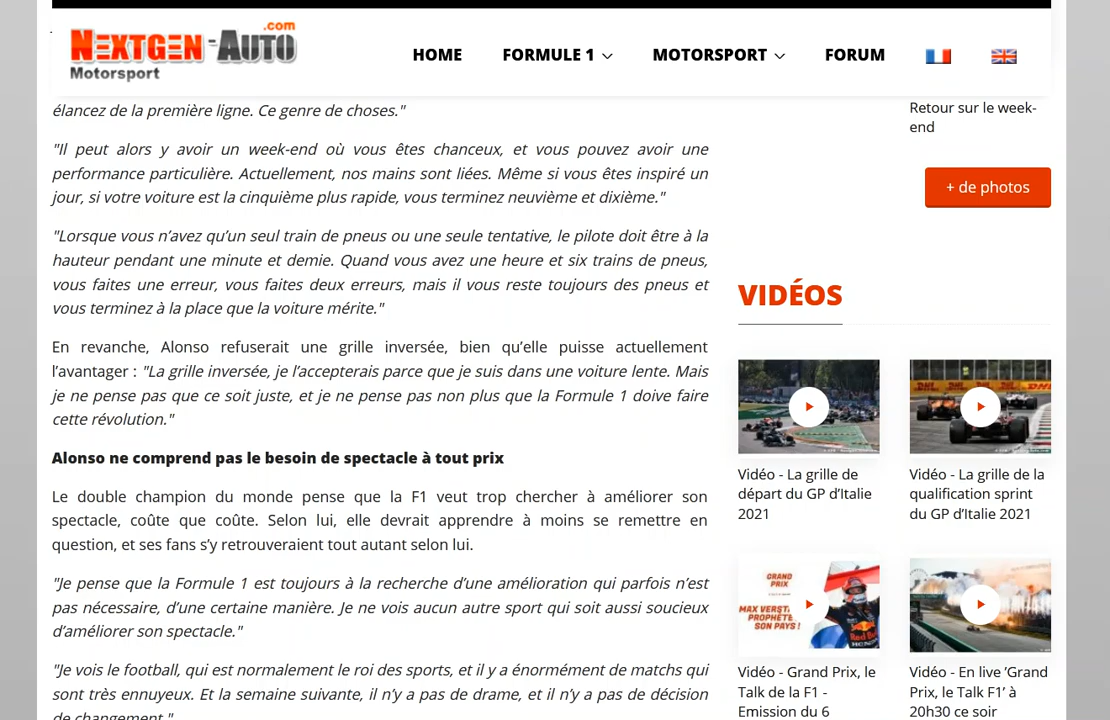 NEXTGEN-AUTO.com
Motorsport
HOME
FORMULE 1
MOTORSPORT
FORUM
élancez de la première ligne. Ce genre de choses."
"Il peut alors y avoir un week-end où vous êtes chanceux, et vous pouvez avoir une
performance particulière. Actuellement, nos mains sont liées. Même si vous êtes inspiré un
jour, si votre voiture est la cinquième plus rapide, vous terminez neuvième et dixième."
"Lorsque vous n’avez qu’un seul train de pneus ou une seule tentative, le pilote doit être à la
hauteur pendant une minute et demie. Quand vous avez une heure et six trains de pneus,
vous faites une erreur, vous faites deux erreurs, mais il vous reste toujours des pneus et
vous terminez à la place que la voiture mérite."
En revanche, Alonso refuserait une grille inversée, bien qu’elle puisse actuellement
l’avantager : "La grille inversée, je l’accepterais parce que je suis dans une voiture lente. Mais
je ne pense pas que ce soit juste, et je ne pense pas non plus que la Formule 1 doive faire
cette révolution."
Alonso ne comprend pas le besoin de spectacle à tout prix
Le double champion du monde pense que la F1 veut trop chercher à améliorer son
spectacle, coûte que coûte. Selon lui, elle devrait apprendre à moins se remettre en
question, et ses fans s’y retrouveraient tout autant selon lui.
"Je pense que la Formule 1 est toujours à la recherche d’une amélioration qui parfois n’est
pas nécessaire, d’une certaine manière. Je ne vois aucun autre sport qui soit aussi soucieux
d’améliorer son spectacle."
"Je vois le football, qui est normalement le roi des sports, et il y a énormément de matchs qui
sont très ennuyeux. Et la semaine suivante, il n’y a pas de drame, et il n’y a pas de décision
de changement."
Retour sur le week-
end
+ de photos
VIDÉOS
Vidéo - La grille de
départ du GP d’Italie
2021
Vidéo - La grille de la
qualification sprint
du GP d’Italie 2021
GRAND
PRIX
MAX VERST
PROPHÈTE
SON PAYS !
Vidéo - Grand Prix, le
Talk de la F1 -
Emission du 6
Vidéo - En live ’Grand
Prix, le Talk F1’ à
20h30 ce soir